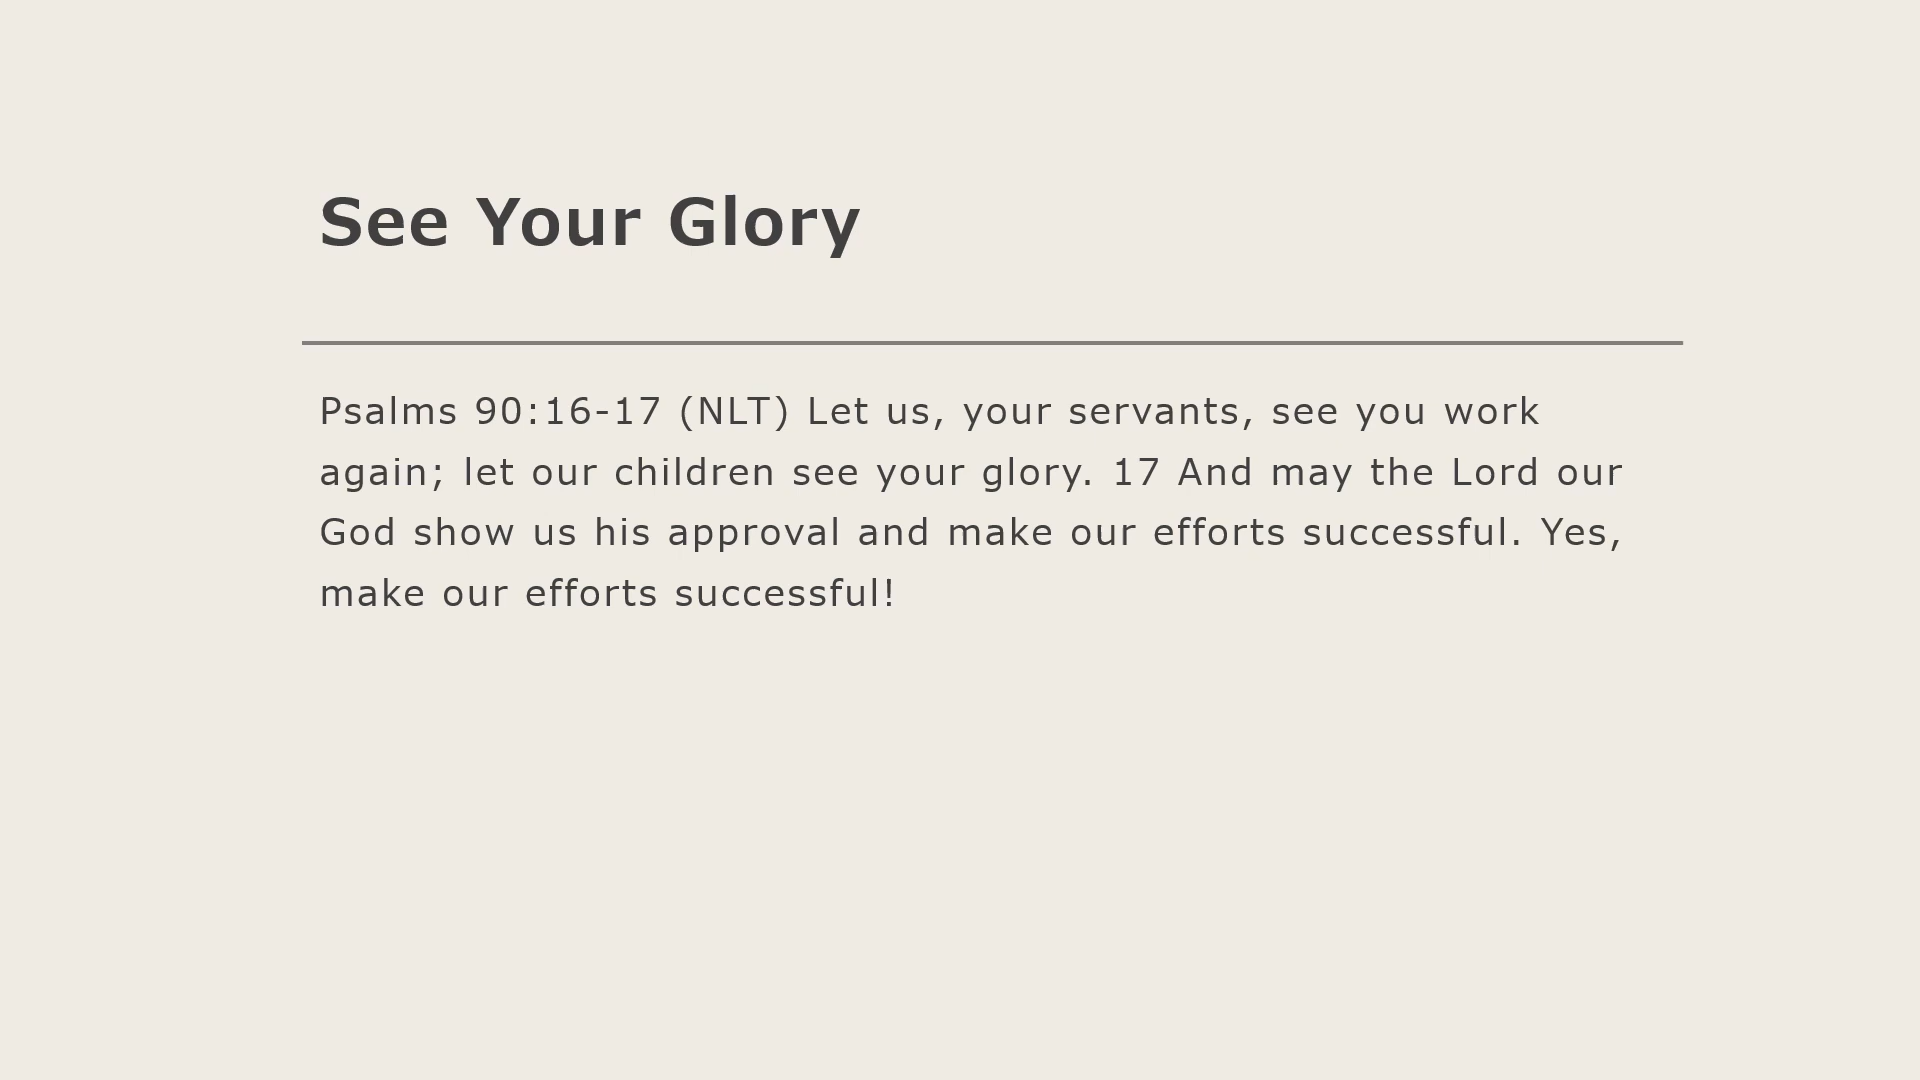 See Your Glory
Psalms 90:16-17 (NLT) Let us, your servants, see you work
again; let our children see your glory. 17 And may the Lord our
God show us his approval and make our efforts successful. Yes,
make our efforts successful!